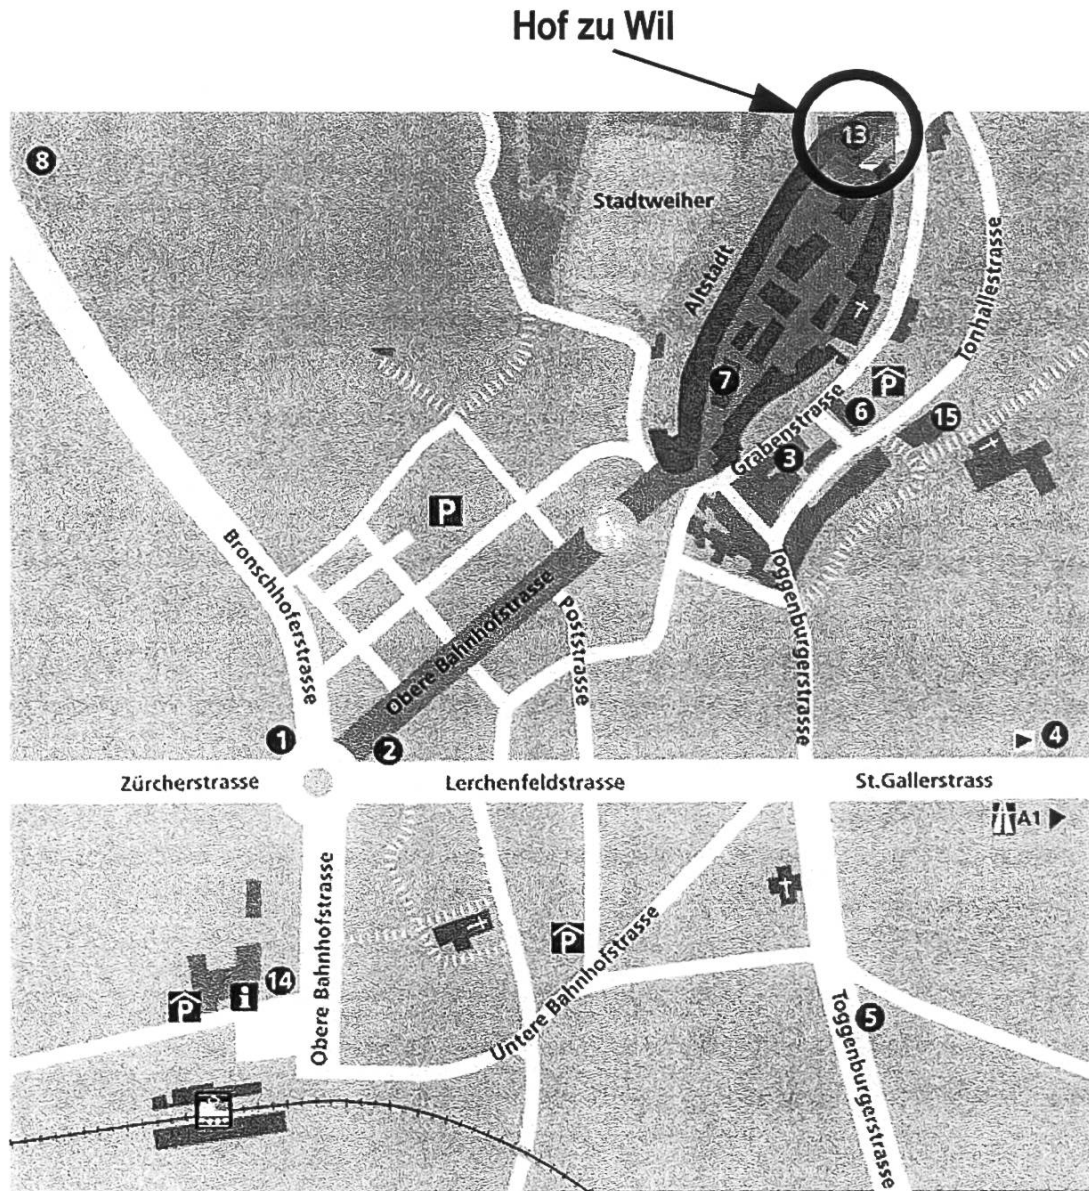 Hof zu Wil
13
8
Stadtweiher
Altstadt
Tonhallestrasse
7
P
6
15
Grabenstrasse
3
P
Bronschhoferstrasse
Obere Bahnhofstrasse
Poststrasse
Toggenburgerstrasse
1
2
4
Zürcherstrasse
Lerchenfeldstrasse
St.Gallerstrass
A1
Obere Bahnhofstrasse
P
Untere Bahnhofstrasse
14
P
i
5
Toggenburgerstrasse